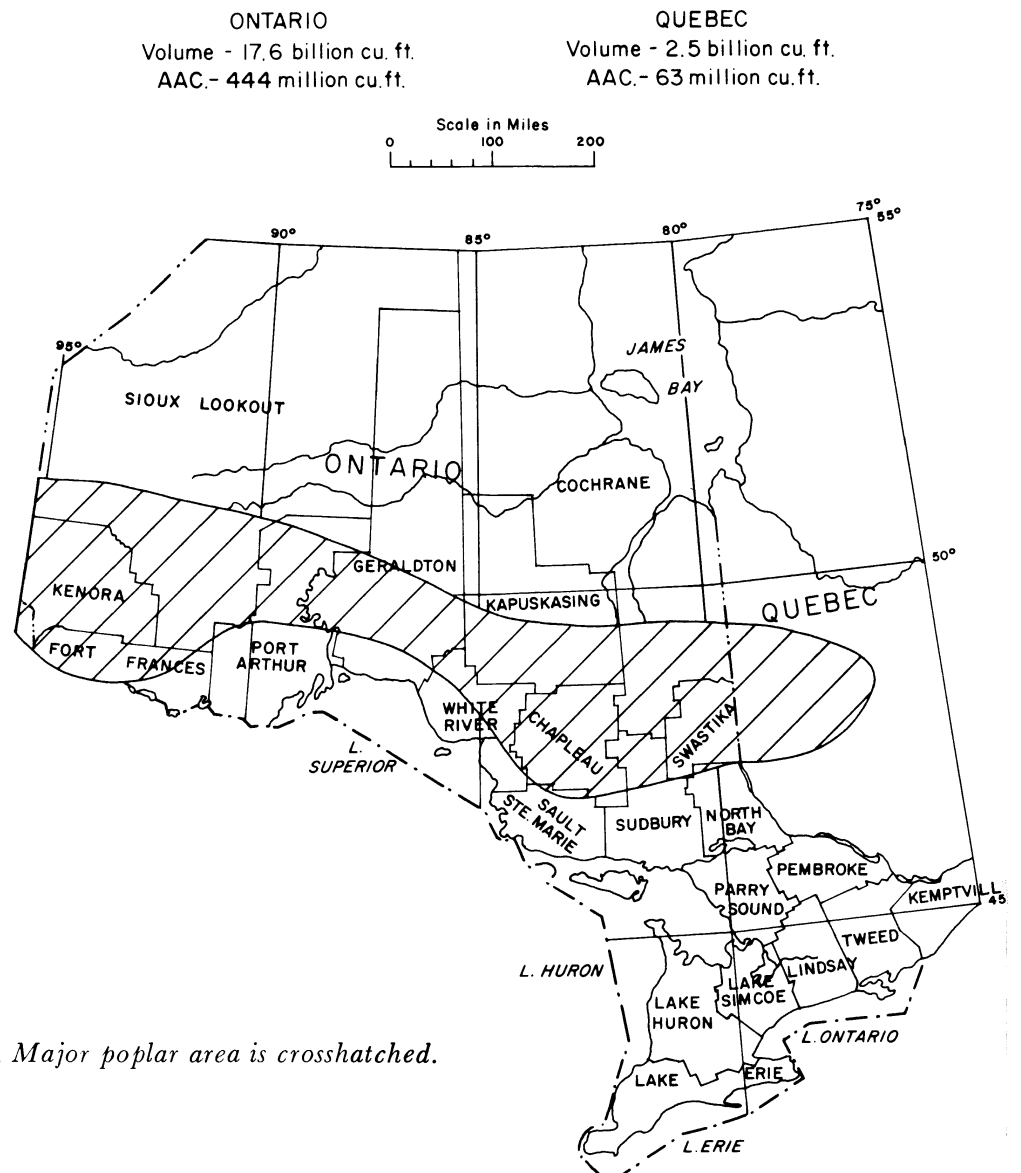 ONTARIO
Volume - 17.6 billion cu. ft.
AAC.- 444 million cu.ft.
QUEBEC
Volume - 2.5 billion cu. ft.
AAC.- 63 million cu.ft.
Scale in Miles
0 100 200
75°
55°
90°
85°
80°
95°
JAMES
BAY
SIOUX LOOKOUT
ONTARIO
COCHRANE
50°
GERALDTON
KENORA
KAPUSKASING
QUEBEC
FORT FRANCES
PORT
ARTHUR
WHITE
RIVER
CHAPLEAU
SWASTIKA
L.
SUPERIOR
SAULT
STE. MARIE
SUDBURY
NORTH
BAY
PEMBROKE
PARRY
SOUND
KEMPTVILL
45
TWEED
L. HURON
LINDSAY
LAKE
SIMCOE
LAKE
HURON
L. ONTARIO
Major poplar area is crosshatched.
LAKE ERIE
L. ERIE